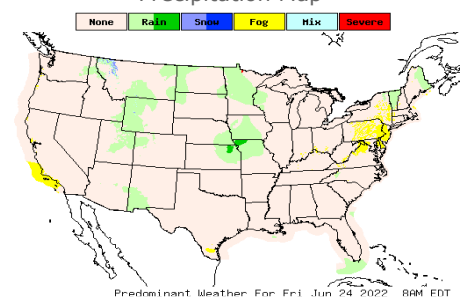 Precipitation Map
None Rain Snow Fog Mix Severe
Predominant Weather For Fri Jun 24 2022 8AM EDT